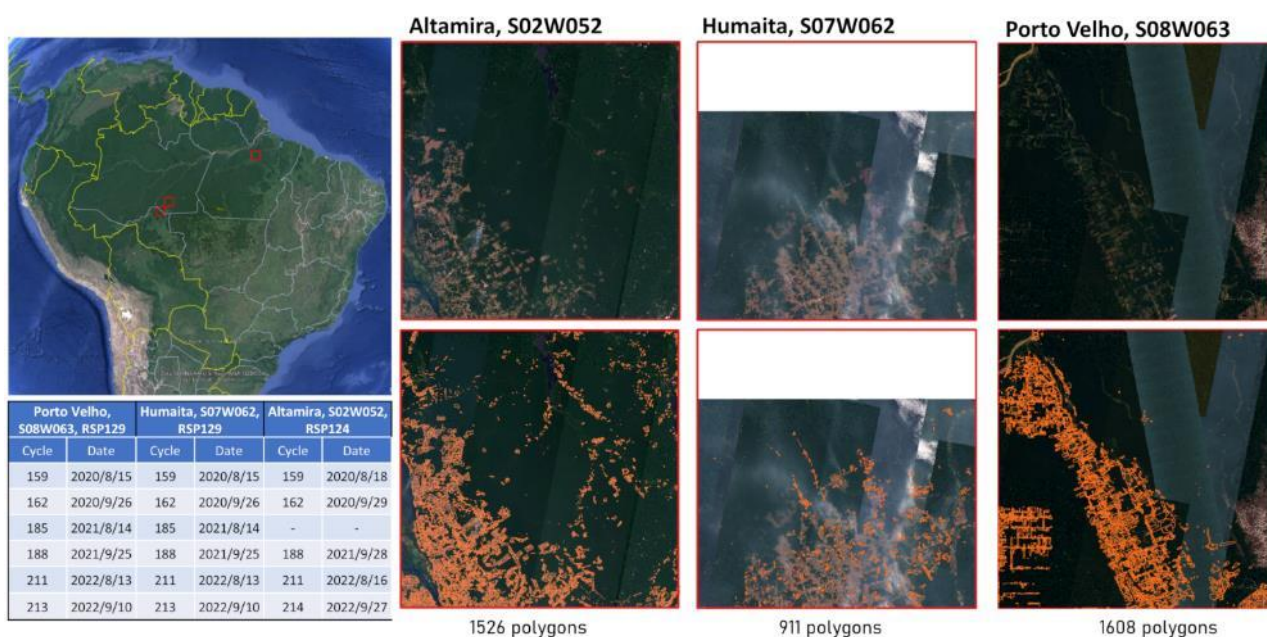 Altamira, S02W052
Humaita, S07W062
Porto Velho, S08W063
Porto Velho, S08W063, RSP129 | Humaita, S07W062, RSP129 | Altamira, S02W052, RSP124
Cycle | Date | Cycle | Date | Cycle | Date
159 | 2020/8/15 | 159 | 2020/8/15 | 159 | 2020/8/18
162 | 2020/9/26 | 162 | 2020/9/26 | 162 | 2020/9/29
185 | 2021/8/14 | 185 | 2021/8/14 | - | -
188 | 2021/9/25 | 188 | 2021/9/25 | 188 | 2021/9/28
211 | 2022/8/13 | 211 | 2022/8/13 | 211 | 2022/8/16
213 | 2022/9/10 | 213 | 2022/9/10 | 214 | 2022/9/27
1526 polygons
911 polygons
1608 polygons